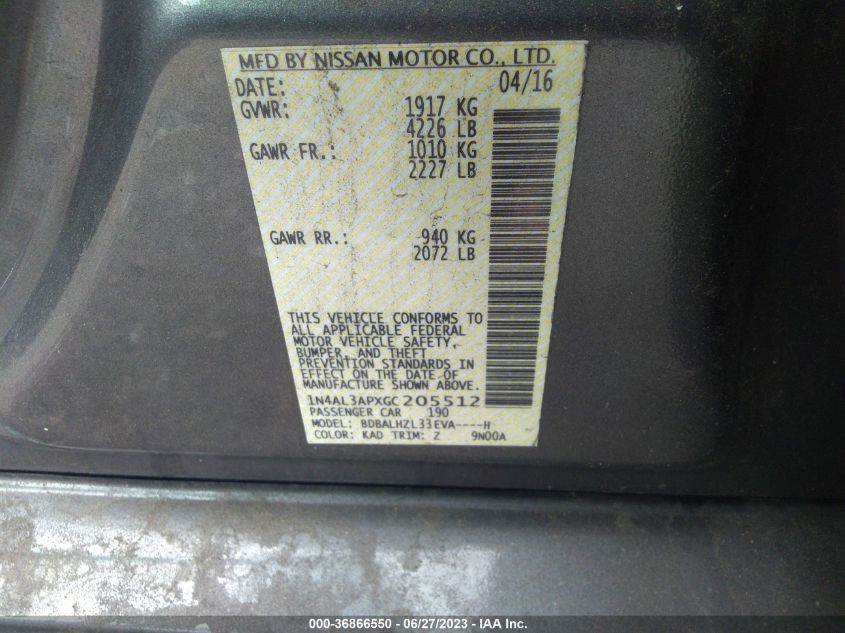 MFD BY NISSAN MOTOR CO., LTD.
DATE: 04/16
GVWR: 1917 KG
4226 LB
GAWR FR.: 1010 KG
2227 LB
GAWR RR.: 940 KG
2072 LB
THIS VEHICLE CONFORMS TO
ALL APPLICABLE FEDERAL
MOTOR VEHICLE SAFETY,
BUMPER, AND THEFT
PREVENTION STANDARDS IN
EFFECT ON THE DATE OF
MANUFACTURE SHOWN ABOVE.
1N4AL3APXGC205512
PASSENGER CAR 190
MODEL: BDBALHZL33EVA----H
COLOR: KAD TRIM: Z 9N00A
000-36866550 - 06/27/2023 - IAA Inc.